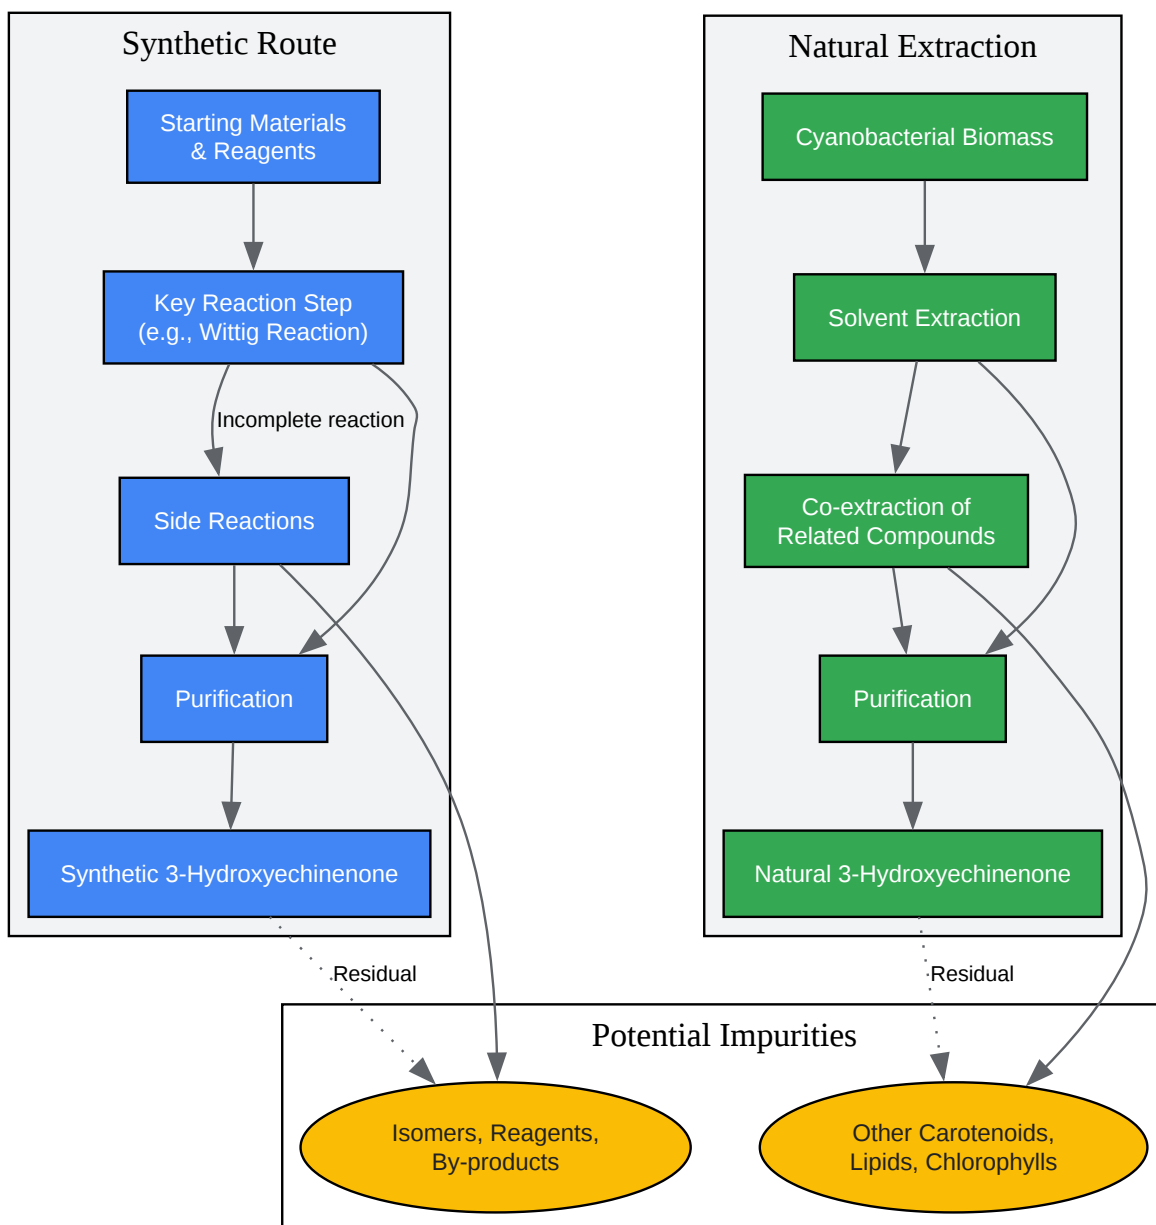 Synthetic Route
Starting Materials
& Reagents
Key Reaction Step
(e.g., Wittig Reaction)
Incomplete reaction
Side Reactions
Purification
Synthetic 3-Hydroxyechinenone
Residual
Natural Extraction
Cyanobacterial Biomass
Solvent Extraction
Co-extraction of
Related Compounds
Purification
Natural 3-Hydroxyechinenone
Residual
Potential Impurities
Isomers, Reagents,
By-products
Other Carotenoids,
Lipids, Chlorophylls